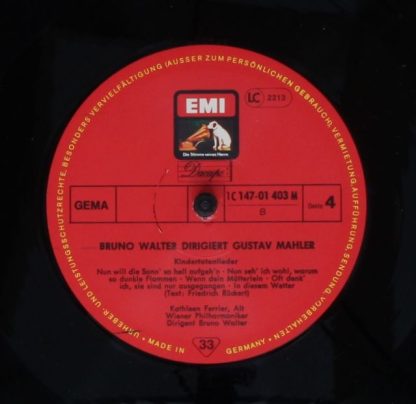 URHEBER- UND LEISTUNGSSCHUTZRECHTE, BESONDERS VERVIELFÄLTIGUNG (AUSSER ZUM PERSÖNLICHEN GEBRAUCH), VERMIETUNG, AUFFÜHRUNG, SENDUNG VORBEHALTEN • MADE IN GERMANY •
EMI
LC 2213
Die Stimme seines Herrn
Dacapo
GEMA
1C 147-01 403 M
B
Seite 4
BRUNO WALTER DIRIGIERT GUSTAV MAHLER
Kindertotenlieder
Nun will die Sonn' so hell aufgeh'n - Nun seh' ich wohl, warum
so dunkle Flammen - Wenn dein Mütterlein - Oft denk'
ich, sie sind nur ausgegangen - In diesem Wetter
(Text: Friedrich Rückert)
Kathleen Ferrier, Alt
Wiener Philharmoniker
Dirigent Bruno Walter
33